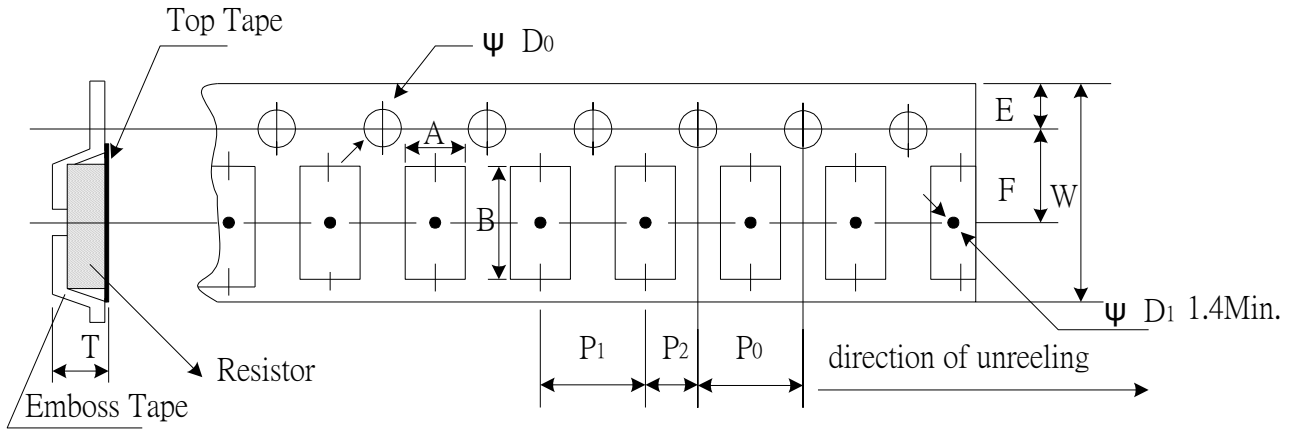 Top Tape
ψ D0
E
A
F
W
B
ψ D1 1.4Min.
T
P1
P2
P0
direction of unreeling
Resistor
Emboss Tape